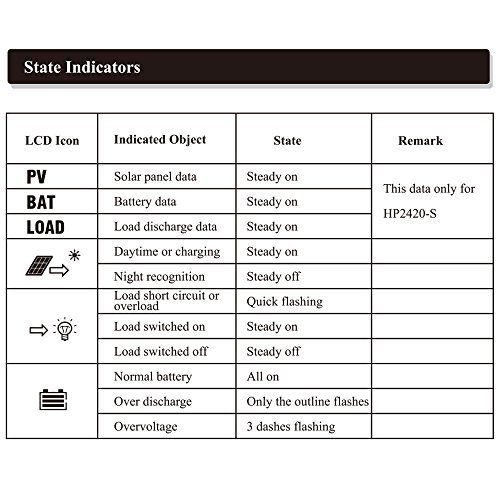 State Indicators
LCD Icon Indicated Object State Remark
PV Solar panel data Steady on
BAT Battery data Steady on
This data only for
HP2420-S
LOAD Load discharge data Steady on
Daytime or charging Steady on
Night recognition Steady off
Load short circuit or
overload Quick flashing
Load switched on Steady on
Load switched off Steady off
Normal battery All on
Over discharge Only the outline flashes
Overvoltage 3 dashes flashing